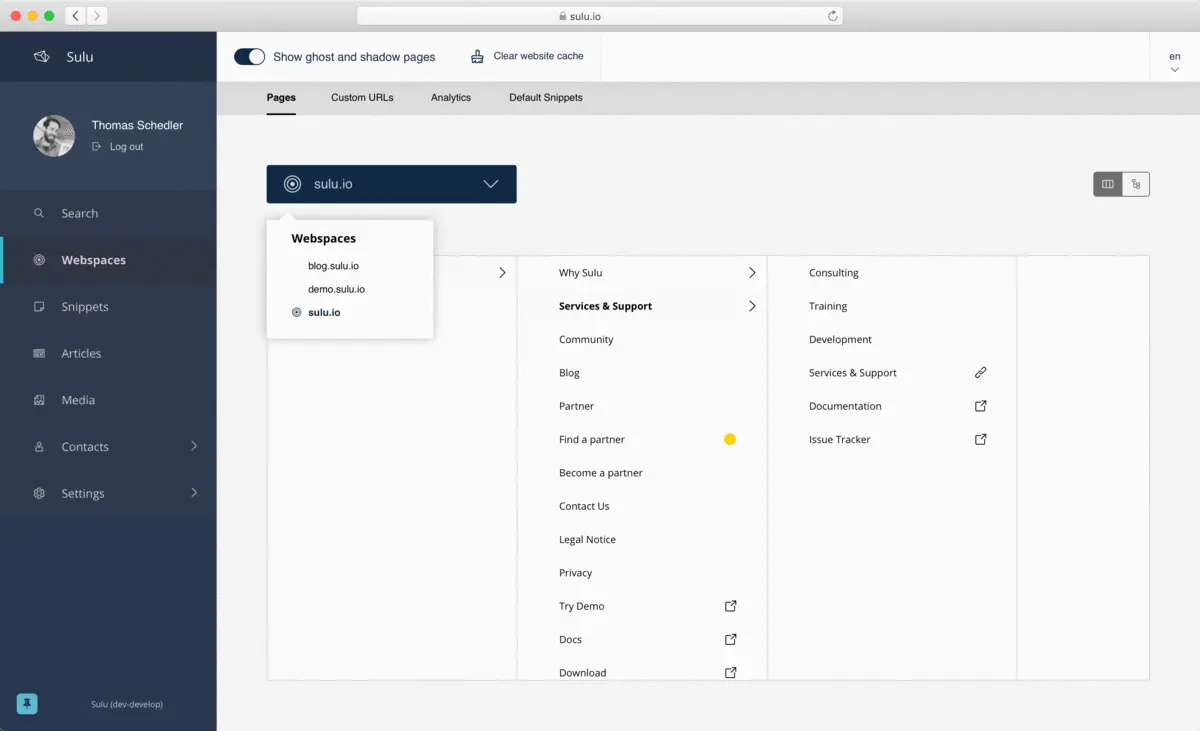 sulu.io
Sulu
Show ghost and shadow pages
Clear website cache
en
Pages
Custom URLs
Analytics
Default Snippets
Thomas Schedler
Log out
Search
Webspaces
Snippets
Articles
Media
Contacts
Settings
Sulu (dev-develop)
sulu.io
Webspaces
blog.sulu.io
demo.sulu.io
sulu.io
Why Sulu
Services & Support
Community
Blog
Partner
Find a partner
Become a partner
Contact Us
Legal Notice
Privacy
Try Demo
Docs
Download
Consulting
Training
Development
Services & Support
Documentation
Issue Tracker